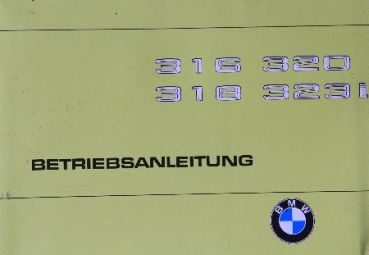 316 320
318 323i
BETRIEBSANLEITUNG
BMW